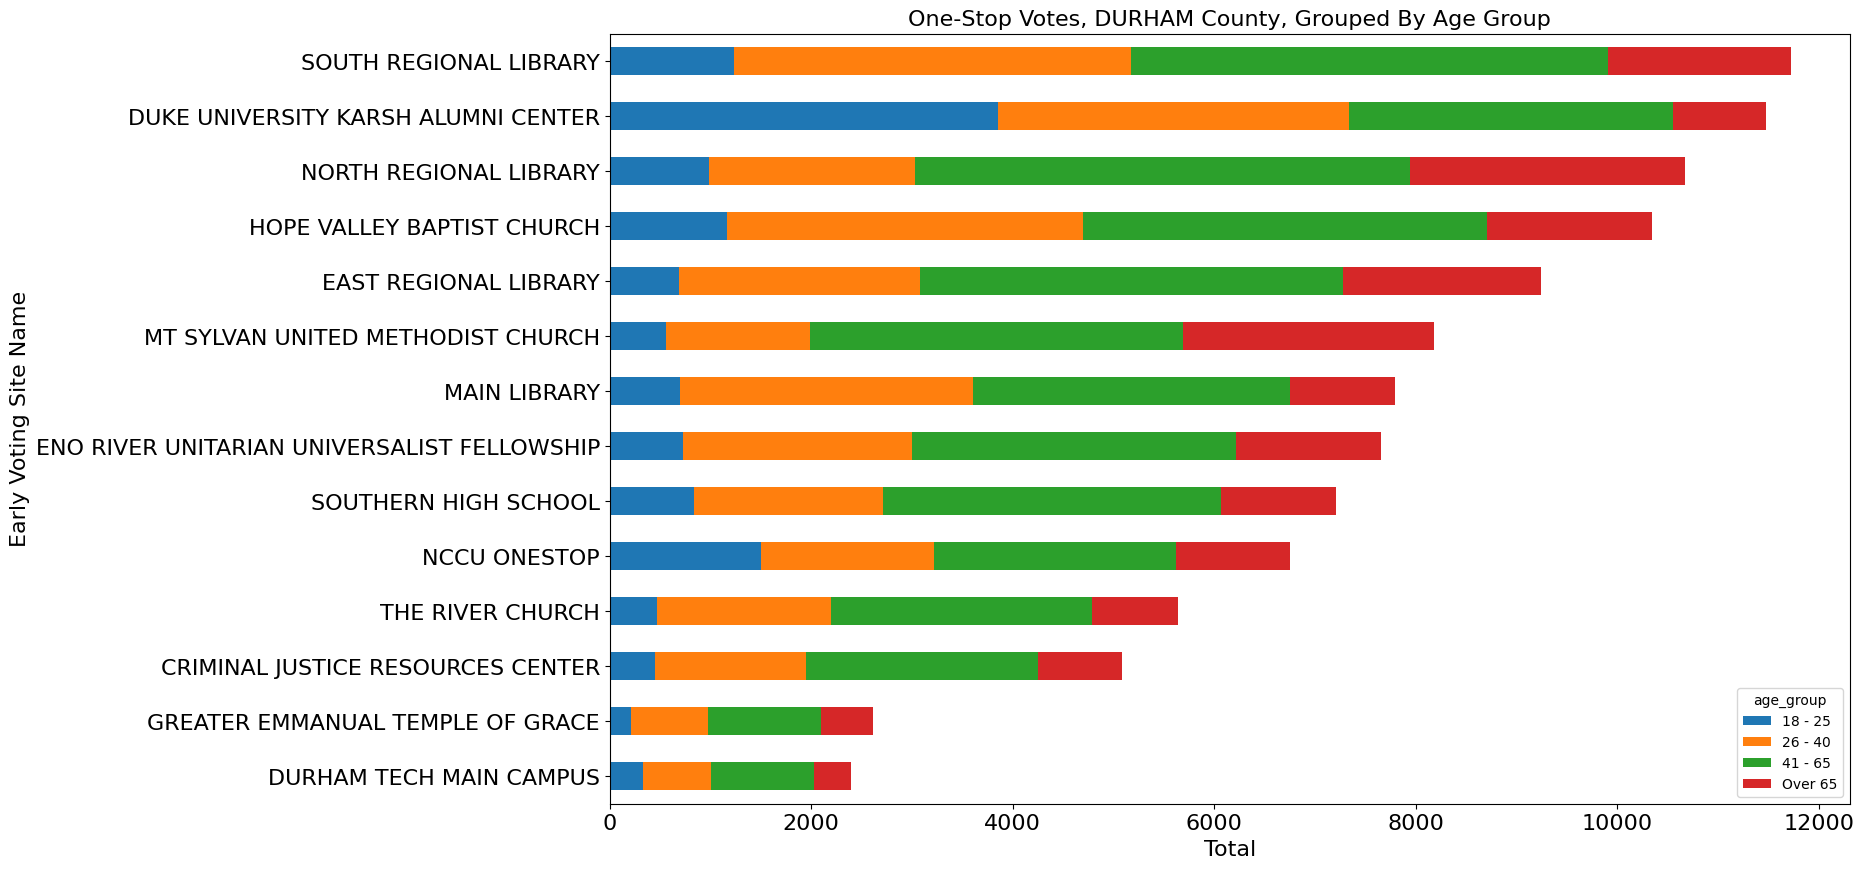 One-Stop Votes, DURHAM County, Grouped By Age Group
Early Voting Site Name
SOUTH REGIONAL LIBRARY
DUKE UNIVERSITY KARSH ALUMNI CENTER
NORTH REGIONAL LIBRARY
HOPE VALLEY BAPTIST CHURCH
EAST REGIONAL LIBRARY
MT SYLVAN UNITED METHODIST CHURCH
MAIN LIBRARY
ENO RIVER UNITARIAN UNIVERSALIST FELLOWSHIP
SOUTHERN HIGH SCHOOL
NCCU ONESTOP
THE RIVER CHURCH
CRIMINAL JUSTICE RESOURCES CENTER
GREATER EMMANUAL TEMPLE OF GRACE
DURHAM TECH MAIN CAMPUS
age_group
18 - 25
26 - 40
41 - 65
Over 65
0 2000 4000 6000 8000 10000 12000
Total